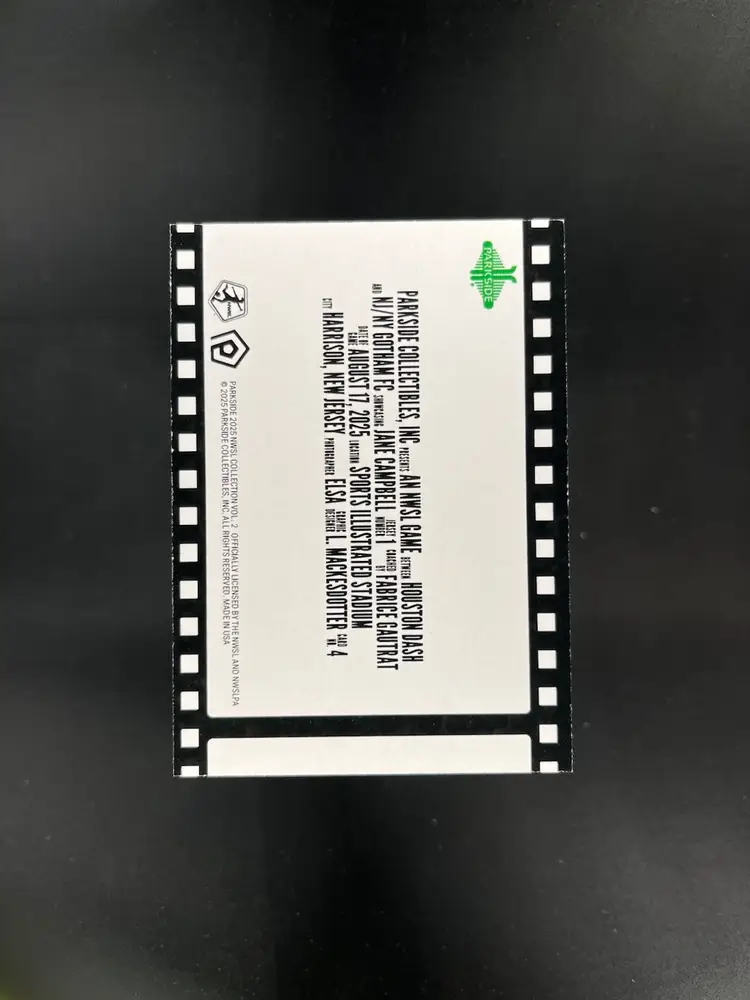 PARKSIDE
PARKSIDE COLLECTIBLES, INC PRESENTS AN NWSL GAME BETWEEN HOUSTON DASH
AND NJ/NY GOTHAM FC SHOWCASING JANE CAMPBELL JERSEY NUMBER 1 COACHED BY FABRICE GAUTRAT
DATE OF GAME AUGUST 17, 2025 LOCATION SPORTS ILLUSTRATED STADIUM
CITY HARRISON, NEW JERSEY PHOTOGRAPHER ELSA GRAPHIC DESIGNER L. MACKESDOTTER CARD NO. 4
NWSL
PARKSIDE 2025 NWSL COLLECTION VOL. 2 OFFICIALLY LICENSED BY THE NWSL AND NWSLPA
© 2025 PARKSIDE COLLECTIBLES, INC. ALL RIGHTS RESERVED. MADE IN USA